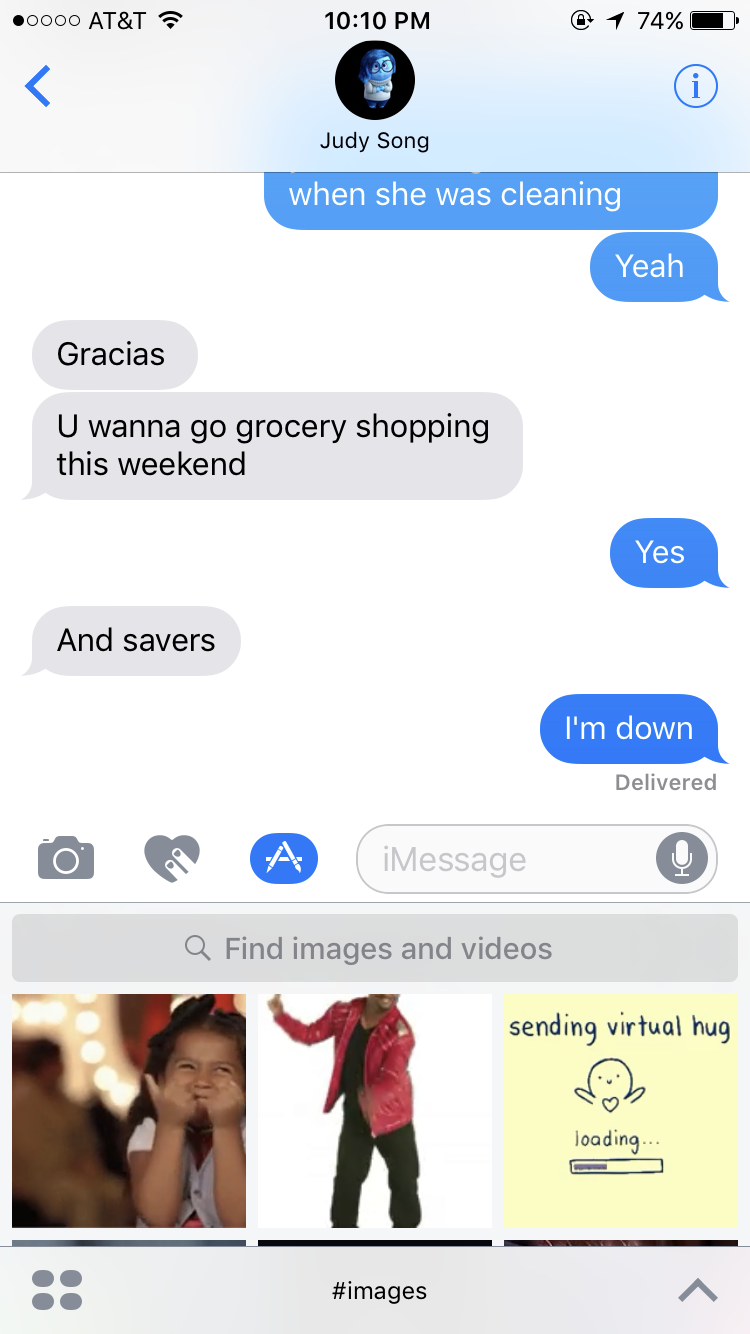 AT&T 10:10 PM 74%
Judy Song
when she was cleaning
Yeah
Gracias
U wanna go grocery shopping
this weekend
Yes
And savers
I'm down
Delivered
iMessage
Find images and videos
sending virtual hug
loading...
#images